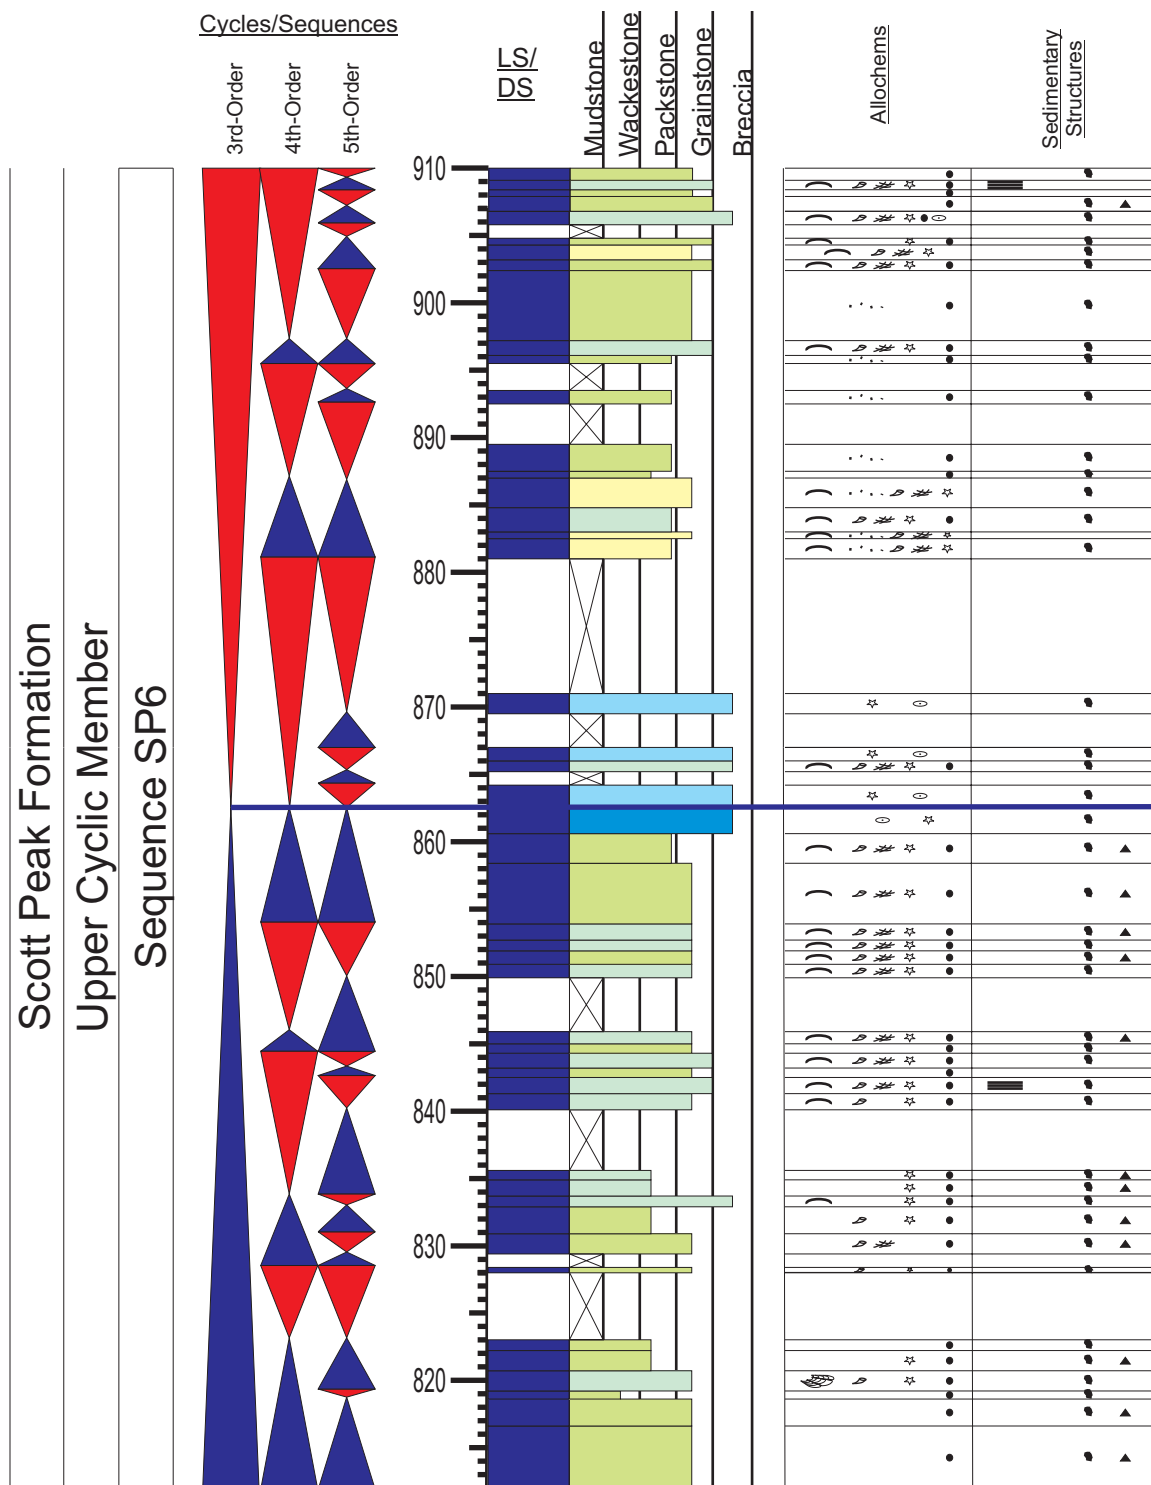 Cycles/Sequences
3rd-Order
4th-Order
5th-Order
LS/
DS
Mudstone
Wackestone
Packstone
Grainstone
Breccia
Allochems
Sedimentary
Structures
910
900
890
880
870
860
850
840
830
820
Scott Peak Formation
Upper Cyclic Member
Sequence SP6